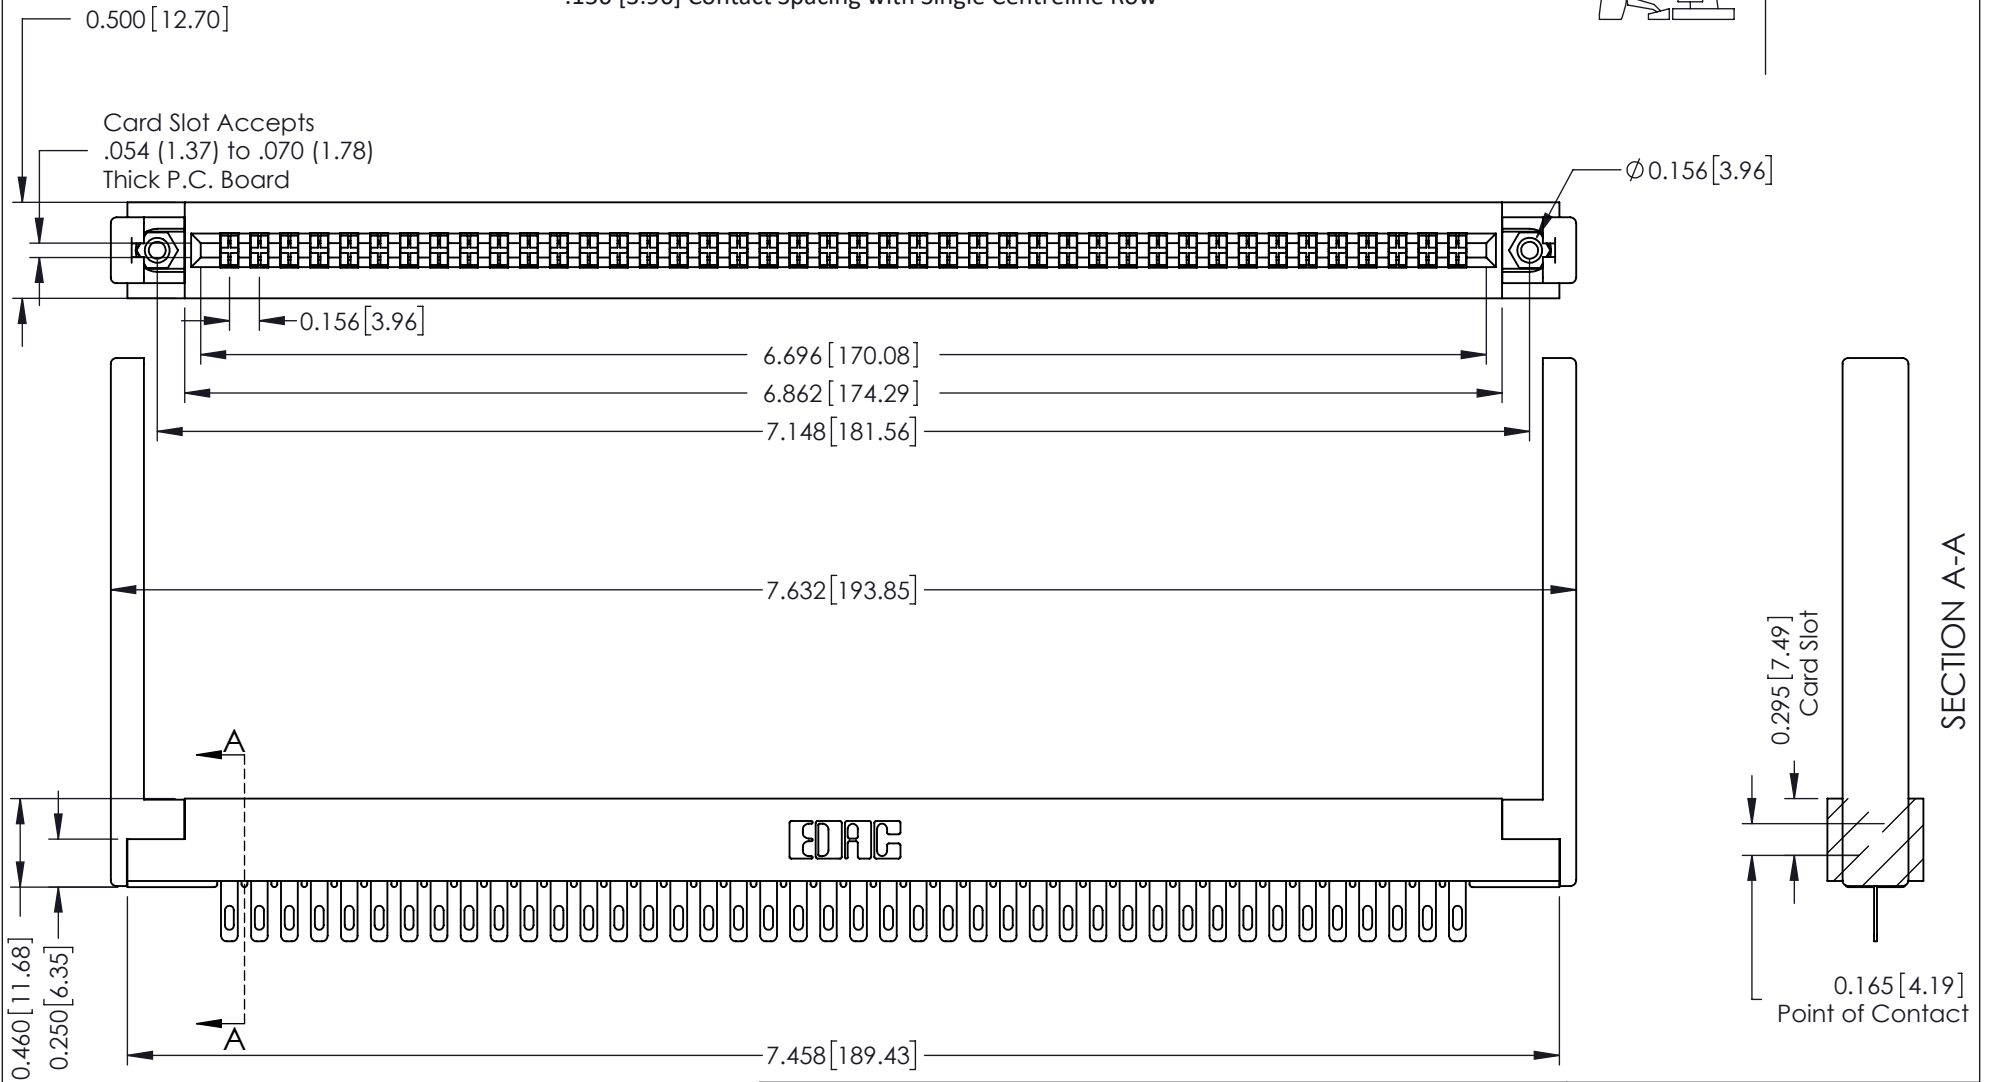 0.500 [12.70]
Card Slot Accepts
.054 (1.37) to .070 (1.78)
Thick P.C. Board
Ø0.156[3.96]
0.156[3.96]
6.696[170.08]
6.862[174.29]
7.148[181.56]
7.632[193.85]
A
EDAC
A
0.460[11.68]
0.250[6.35]
7.458[189.43]
0.295[7.49]
Card Slot
SECTION A-A
0.165[4.19]
Point of Contact